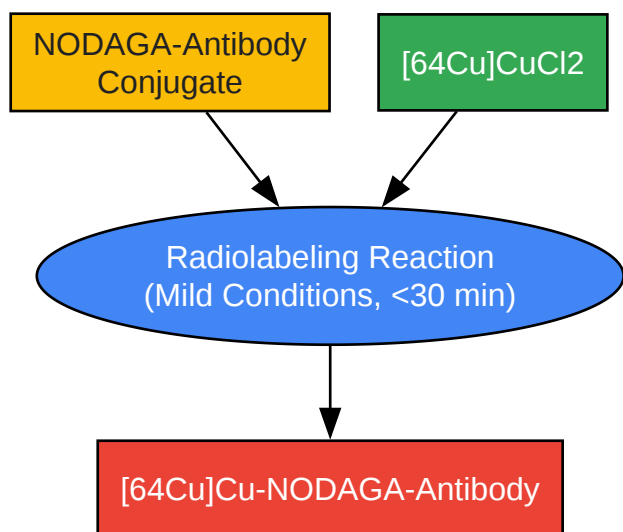 NODAGA-Antibody
Conjugate
[64Cu]CuCl2
Radiolabeling Reaction
(Mild Conditions, <30 min)
[64Cu]Cu-NODAGA-Antibody